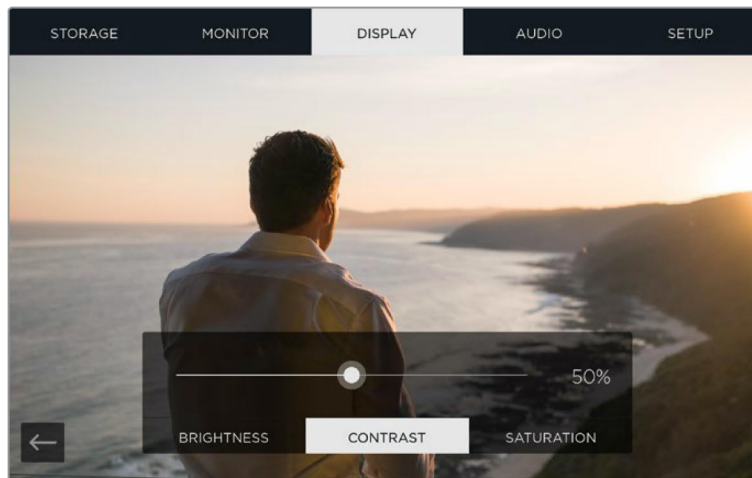 STORAGE MONITOR DISPLAY AUDIO SETUP
50%
BRIGHTNESS CONTRAST SATURATION